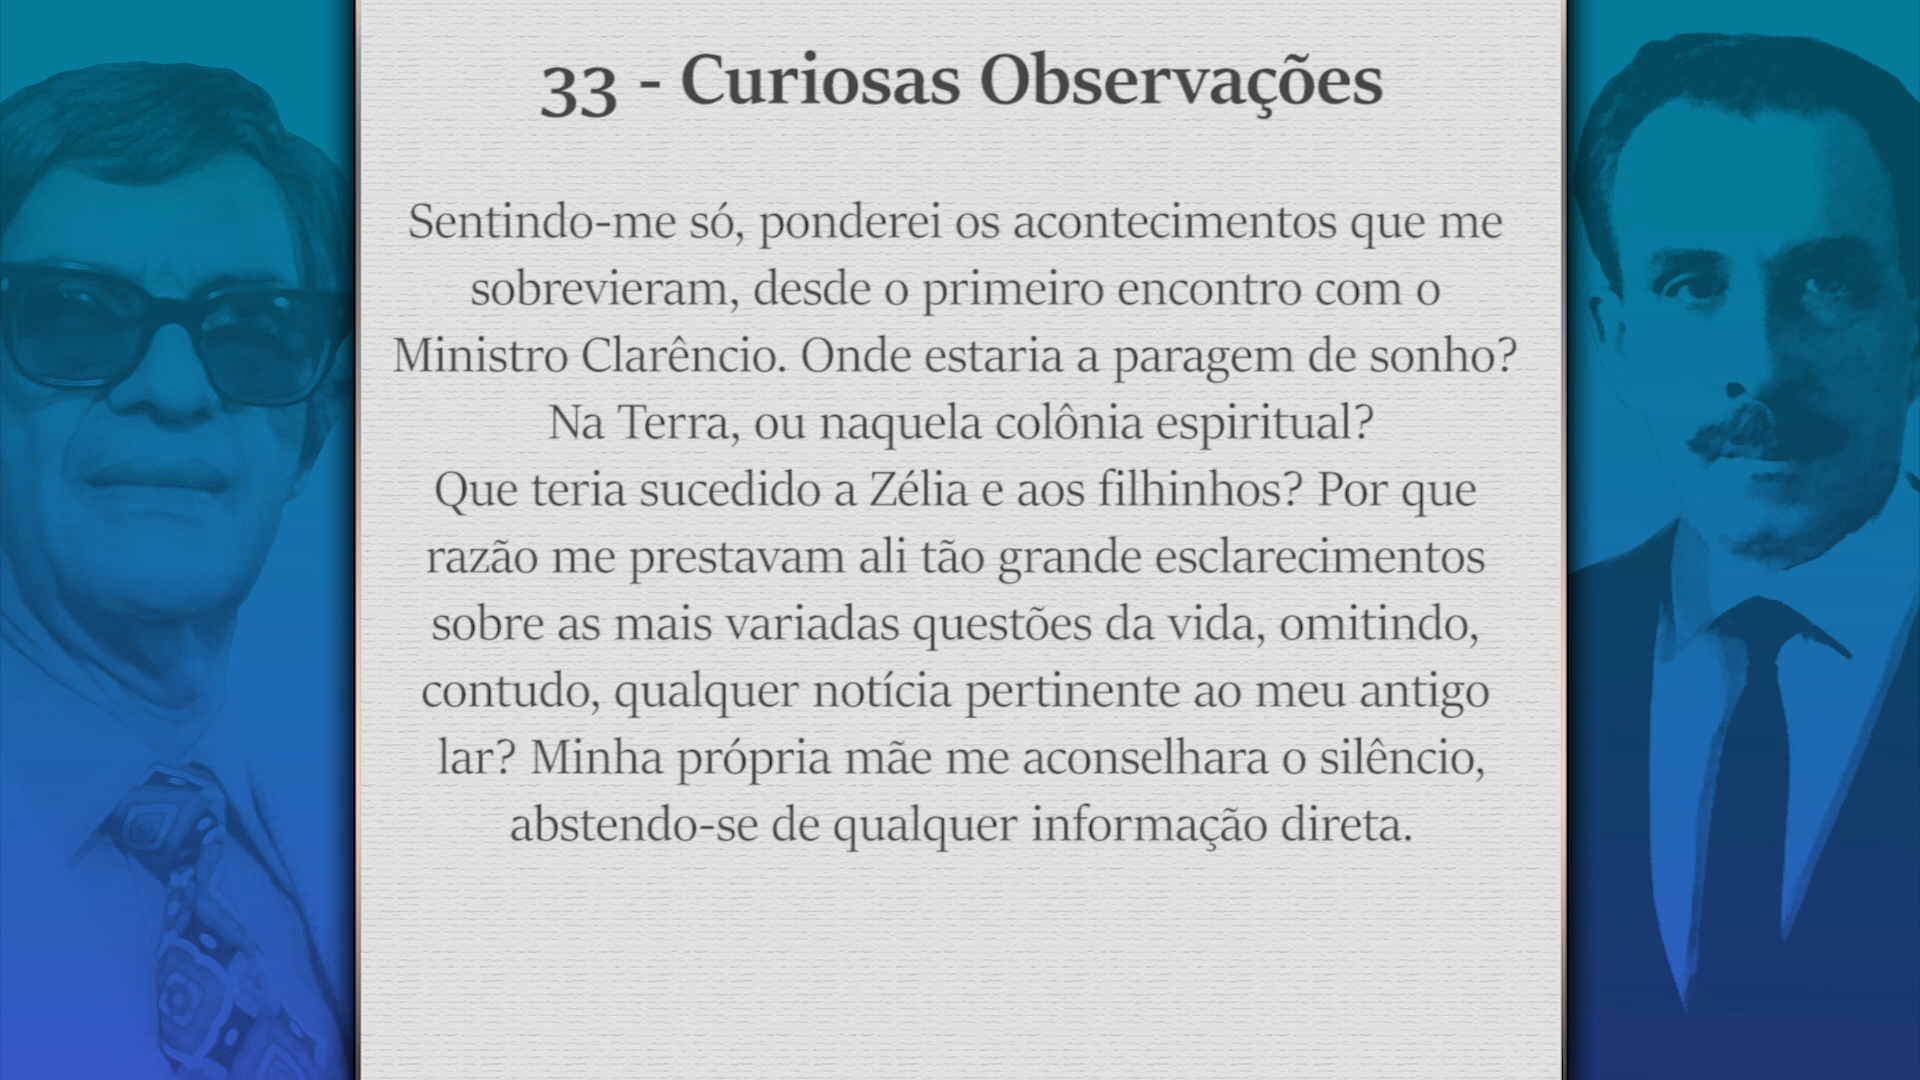 33 - Curiosas Observações
Sentindo-me só, ponderei os acontecimentos que me
sobrevieram, desde o primeiro encontro com o
Ministro Clarêncio. Onde estaria a paragem de sonho?
Na Terra, ou naquela colônia espiritual?
Que teria sucedido a Zélia e aos filhinhos? Por que
razão me prestavam ali tão grande esclarecimentos
sobre as mais variadas questões da vida, omitindo,
contudo, qualquer notícia pertinente ao meu antigo
lar? Minha própria mãe me aconselhara o silêncio,
abstendo-se de qualquer informação direta.